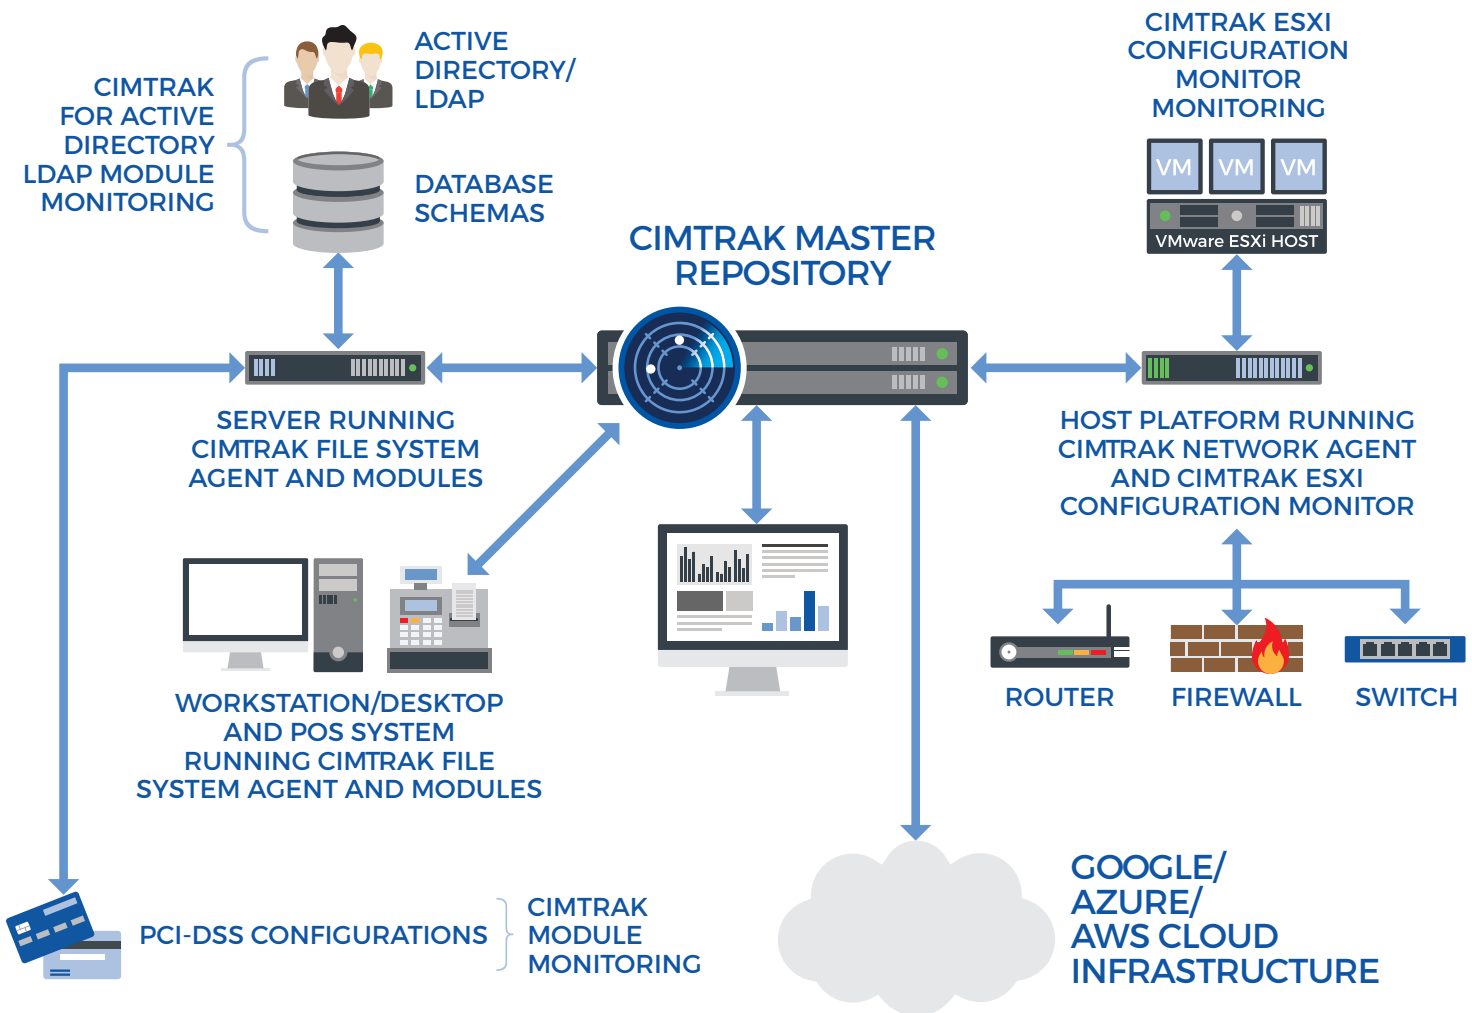 CIMTRAK
FOR ACTIVE
DIRECTORY
LDAP MODULE
MONITORING
ACTIVE
DIRECTORY/
LDAP
DATABASE
SCHEMAS
CIMTRAK MASTER
REPOSITORY
CIMTRAK ESXI
CONFIGURATION
MONITOR
MONITORING
VM VM VM
VMware ESXi HOST
SERVER RUNNING
CIMTRAK FILE SYSTEM
AGENT AND MODULES
HOST PLATFORM RUNNING
CIMTRAK NETWORK AGENT
AND CIMTRAK ESXI
CONFIGURATION MONITOR
WORKSTATION/DESKTOP
AND POS SYSTEM
RUNNING CIMTRAK FILE
SYSTEM AGENT AND MODULES
ROUTER
FIREWALL
SWITCH
PCI-DSS CONFIGURATIONS
CIMTRAK
MODULE
MONITORING
GOOGLE/
AZURE/
AWS CLOUD
INFRASTRUCTURE